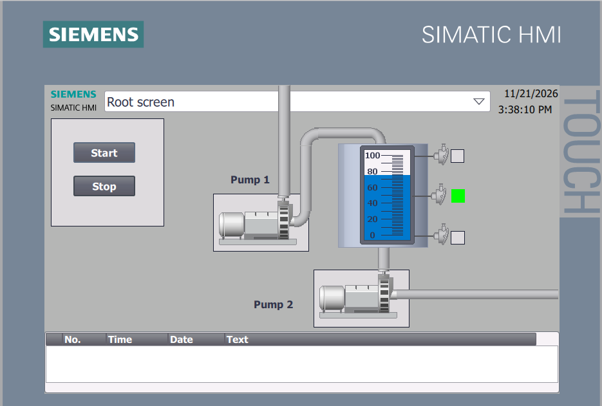 SIEMENS
SIMATIC HMI
TOUCH
SIEMENS
SIMATIC HMI
Root screen
11/21/2026
3:38:10 PM
Start
Stop
Pump 1
100
80
60
40
20
0
Pump 2
No. Time Date Text